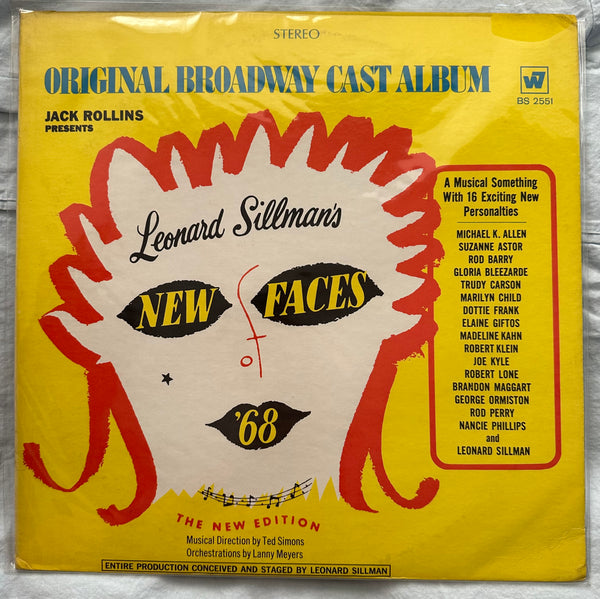 STEREO
ORIGINAL BROADWAY CAST ALBUM
W7
BS 2551
JACK ROLLINS
PRESENTS
Leonard Sillman's
NEW FACES
of
'68
A Musical Something
With 16 Exciting New
Personalties
MICHAEL K. ALLEN
SUZANNE ASTOR
ROD BARRY
GLORIA BLEEZARDE
TRUDY CARSON
MARILYN CHILD
DOTTIE FRANK
ELAINE GIFTOS
MADELINE KAHN
ROBERT KLEIN
JOE KYLE
ROBERT LONE
BRANDON MAGGART
GEORGE ORMISTON
ROD PERRY
NANCIE PHILLIPS
and
LEONARD SILLMAN
THE NEW EDITION
Musical Direction by Ted Simons
Orchestrations by Lanny Meyers
ENTIRE PRODUCTION CONCEIVED AND STAGED BY LEONARD SILLMAN